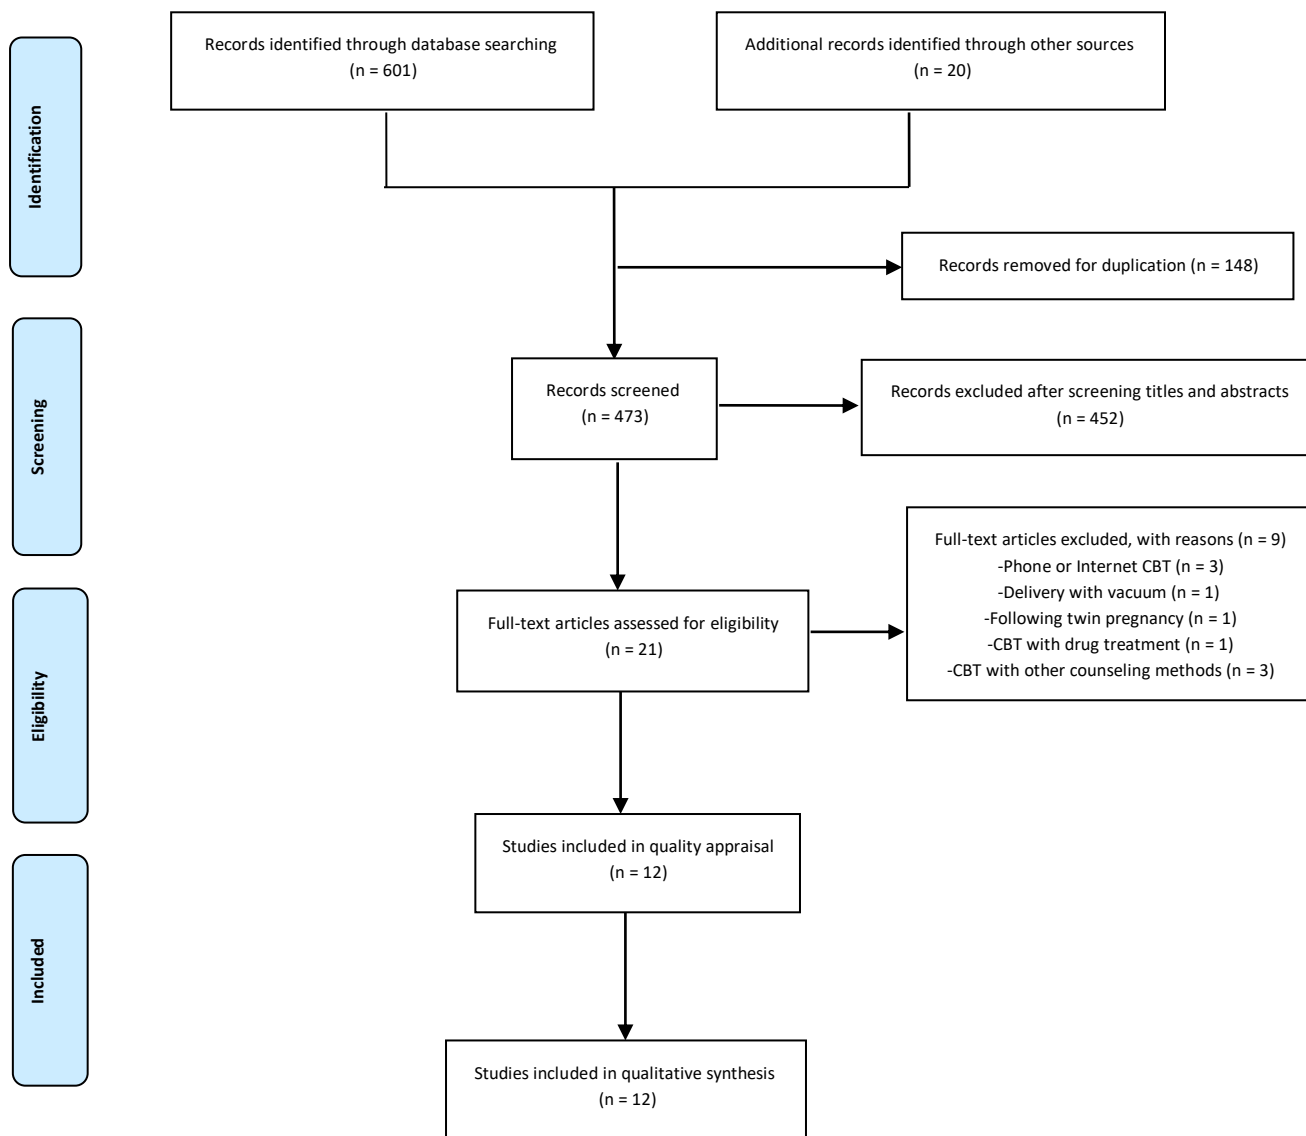 Identification
Records identified through database searching
(n = 601)
Additional records identified through other sources
(n = 20)
Records removed for duplication (n = 148)
Screening
Records screened
(n = 473)
Records excluded after screening titles and abstracts
(n = 452)
Eligibility
Full-text articles assessed for eligibility
(n = 21)
Full-text articles excluded, with reasons (n = 9)
-Phone or Internet CBT (n = 3)
-Delivery with vacuum (n = 1)
-Following twin pregnancy (n = 1)
-CBT with drug treatment (n = 1)
-CBT with other counseling methods (n = 3)
Included
Studies included in quality appraisal
(n = 12)
Studies included in qualitative synthesis
(n = 12)